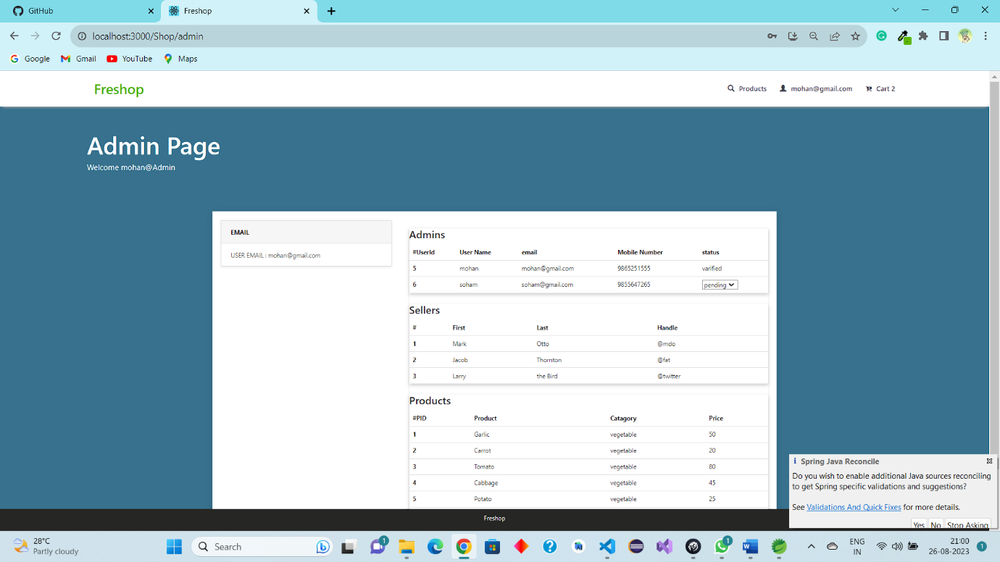 GitHub
Freshop
localhost:3000/Shop/admin
Google Gmail YouTube Maps
Freshop
Products mohan@gmail.com Cart 2
Admin Page
Welcome mohan@Admin
EMAIL
USER EMAIL : mohan@gmail.com
Admins
#UserId User Name email Mobile Number status
5 mohan mohan@gmail.com 9865251555 varified
6 soham soham@gmail.com 9855647265 pending
Sellers
# First Last Handle
1 Mark Otto @mdo
2 Jacob Thornton @fat
3 Larry the Bird @twitter
Products
#PID Product Catagory Price
1 Garlic vegetable 50
2 Carrot vegetable 20
3 Tomato vegetable 80
4 Cabbage vegetable 45
5 Potato vegetable 25
Spring Java Reconcile
Do you wish to enable additional Java sources reconciling
to get Spring specific validations and suggestions?
See Validations And Quick Fixes for more details.
Yes No Stop Asking
Freshop
28°C
Partly cloudy
Search
1
1
ENG
IN
21:00
26-08-2023
1